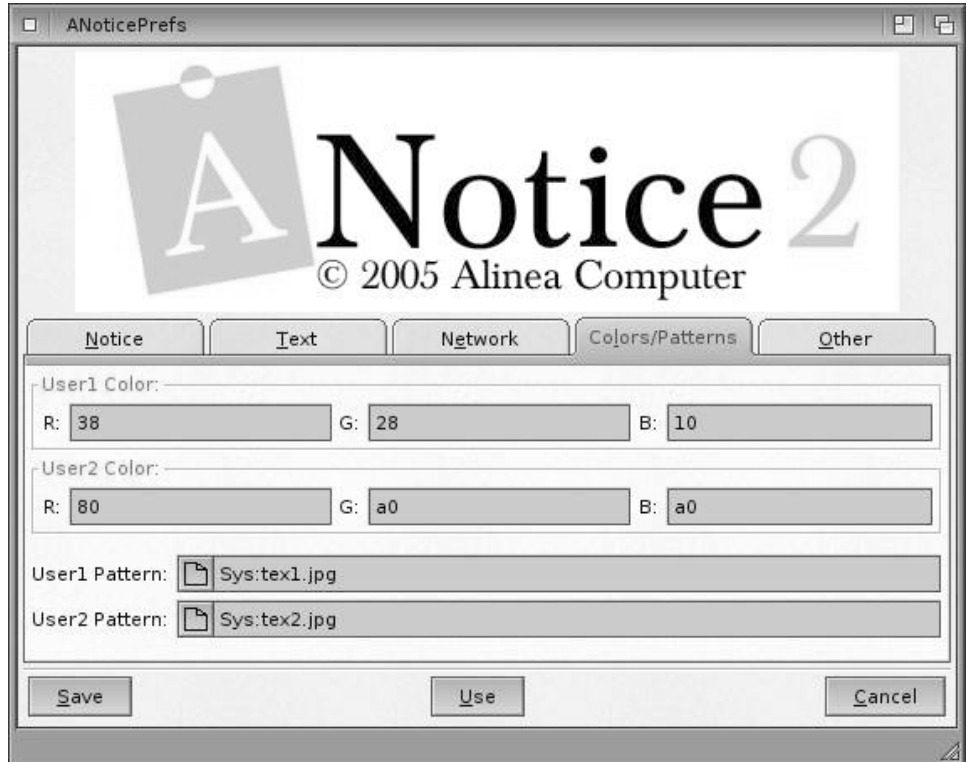 ANoticePrefs
A Notice 2
© 2005 Alinea Computer
Notice Text Network Colors/Patterns Other
User1 Color:
R: 38 G: 28 B: 10
User2 Color:
R: 80 G: a0 B: a0
User1 Pattern: Sys:tex1.jpg
User2 Pattern: Sys:tex2.jpg
Save Use Cancel